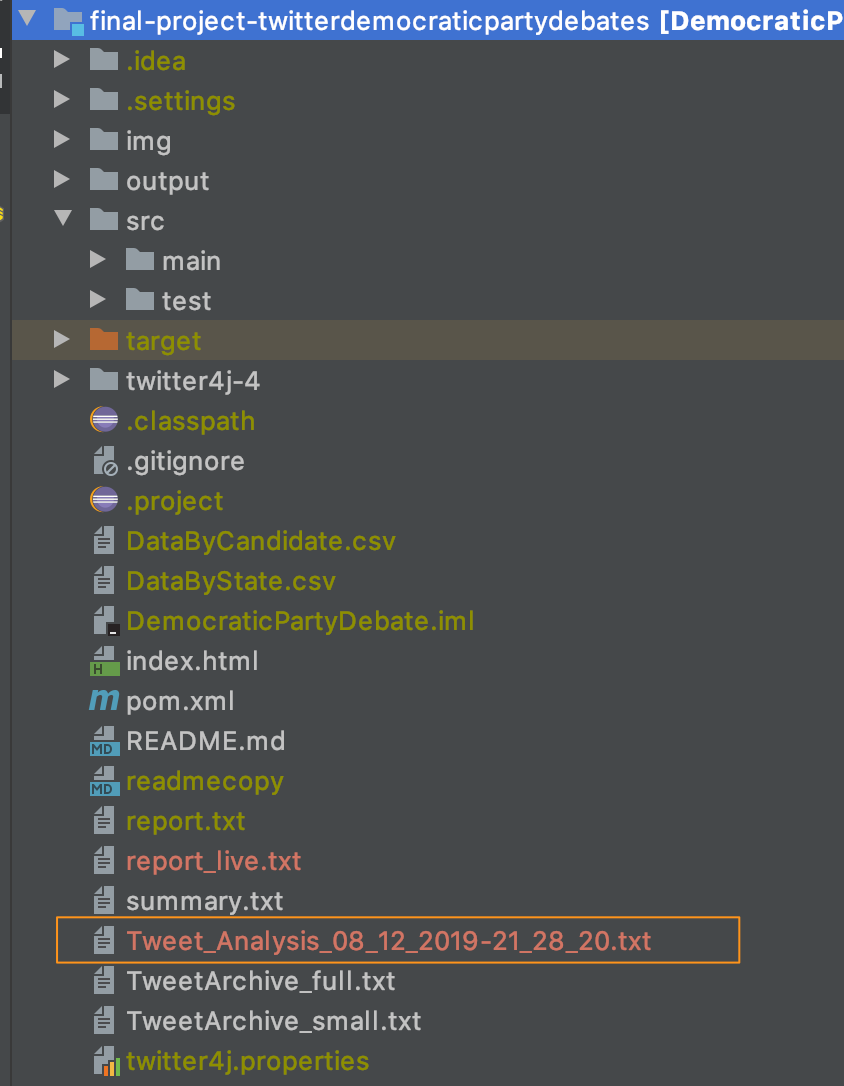 final-project-twitterdemocraticpartydebates [DemocraticP
.idea
.settings
img
output
src
main
test
target
twitter4j-4
.classpath
.gitignore
.project
DataByCandidate.csv
DataByState.csv
DemocraticPartyDebate.iml
H index.html
m pom.xml
MD README.md
MD readmecopy
report.txt
report_live.txt
summary.txt
Tweet_Analysis_08_12_2019-21_28_20.txt
TweetArchive_full.txt
TweetArchive_small.txt
twitter4j.properties